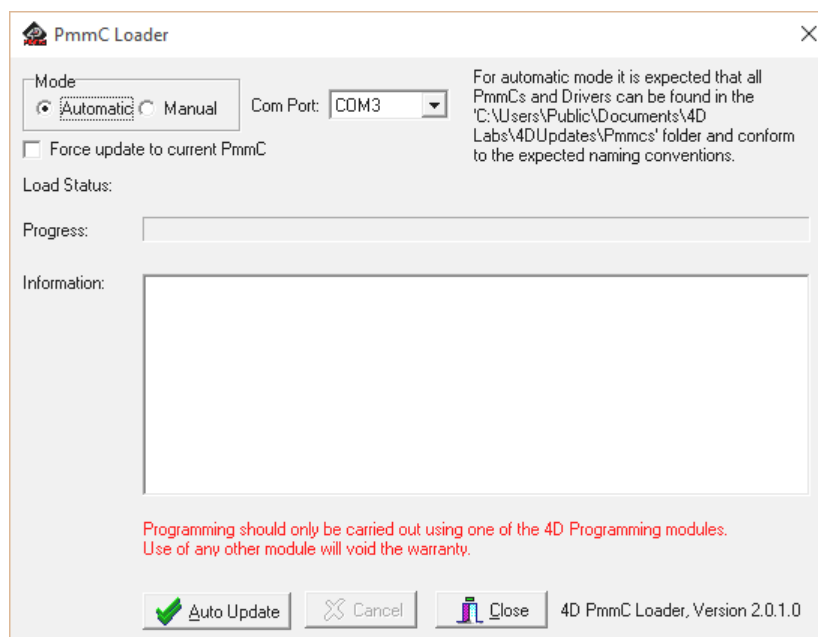 PmmC Loader
Mode
Automatic Manual
Com Port: COM3
For automatic mode it is expected that all
PmmCs and Drivers can be found in the
'C:\Users\Public\Documents\4D
Labs\4DUpdates\Pmmcs' folder and conform
to the expected naming conventions.
Force update to current PmmC
Load Status:
Progress:
Information:
Programming should only be carried out using one of the 4D Programming modules.
Use of any other module will void the warranty.
Auto Update Cancel Close 4D PmmC Loader, Version 2.0.1.0